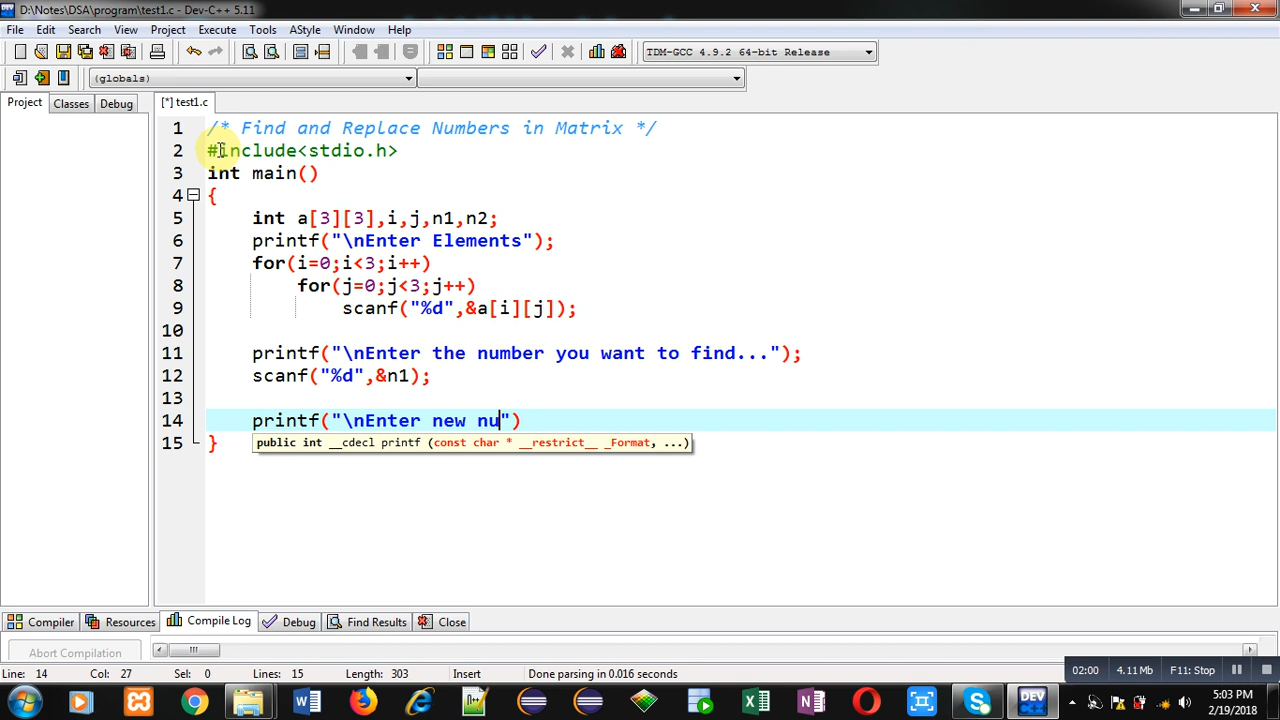 D:\Notes\DSA\program\test1.c - Dev-C++ 5.11
File Edit Search View Project Execute Tools AStyle Window Help
TDM-GCC 4.9.2 64-bit Release
(globals)
Project Classes Debug [*] test1.c
1 /* Find and Replace Numbers in Matrix */
2 #include<stdio.h>
3 int main()
4 {
5 int a[3][3],i,j,n1,n2;
6 printf("\nEnter Elements");
7 for(i=0;i<3;i++)
8 for(j=0;j<3;j++)
9 scanf("%d",&a[i][j]);
10
11 printf("\nEnter the number you want to find...");
12 scanf("%d",&n1);
13
14 printf("\nEnter new nu")
public int __cdecl printf (const char * __restrict__ _Format, ...)
15 }
Compiler Resources Compile Log Debug Find Results Close
Abort Compilation
Line: 14 Col: 27 Sel: 0 Lines: 15 Length: 303 Insert Done parsing in 0.016 seconds
02:00 4.11 Mb F11: Stop
DEV
5:03 PM
2/19/2018